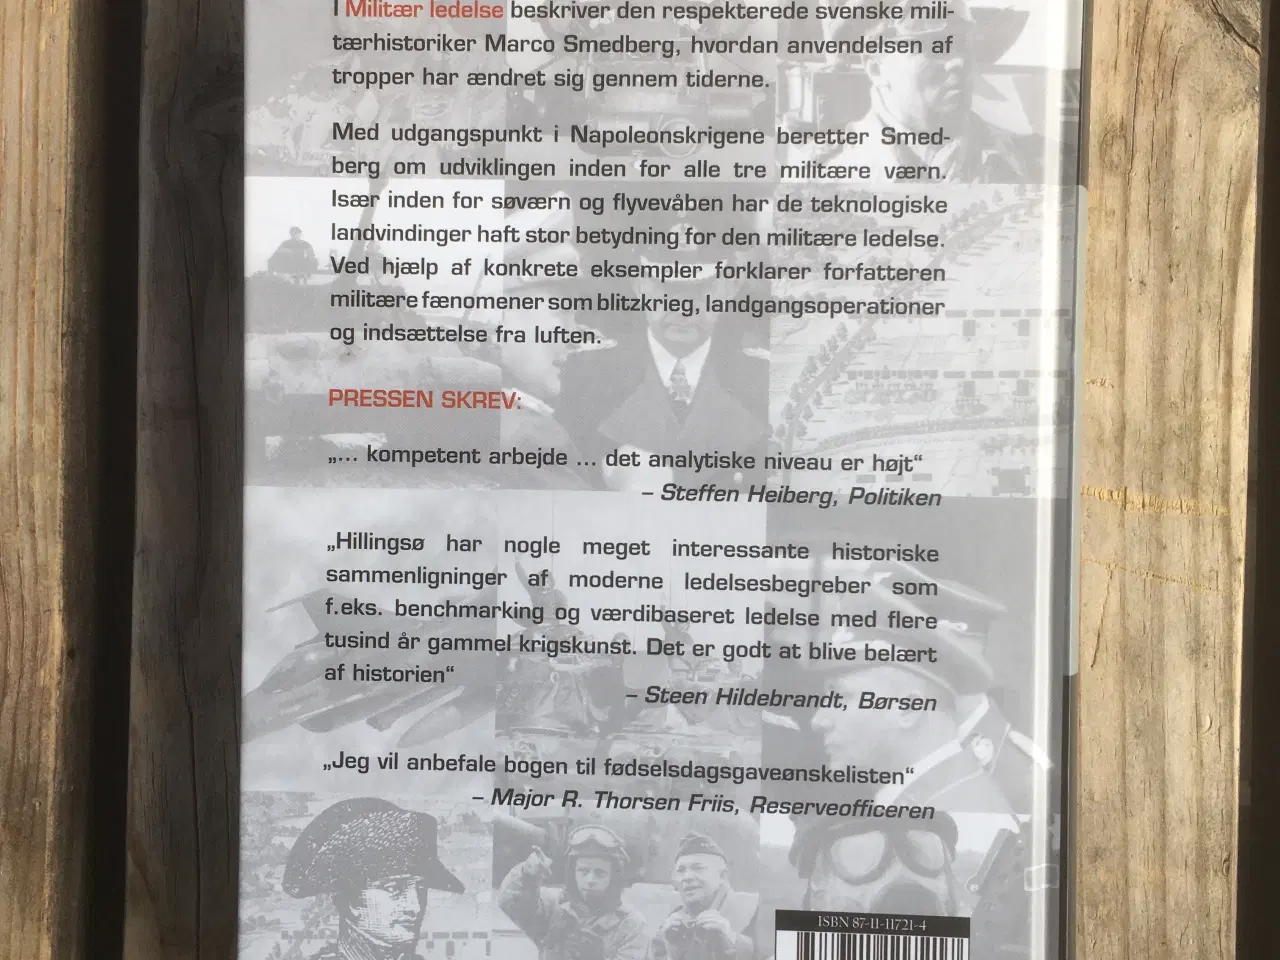 I Militær ledelse beskriver den respekterede svenske mili-
tærhistoriker Marco Smedberg, hvordan anvendelsen af
tropper har ændret sig gennem tiderne.
Med udgangspunkt i Napoleonskrigene beretter Smed-
berg om udviklingen inden for alle tre militære værn.
Især inden for søværn og flyvevåben har de teknologiske
landvindinger haft stor betydning for den militære ledelse.
Ved hjælp af konkrete eksempler forklarer forfatteren
militære fænomener som blitzkrieg, landgangsoperationer
og indsættelse fra luften.
PRESSEN SKREV:
„... kompetent arbejde ... det analytiske niveau er højt“
– Steffen Heiberg, Politiken
„Hillingsø har nogle meget interessante historiske
sammenligninger af moderne ledelsesbegreber som
f.eks. benchmarking og værdibaseret ledelse med flere
tusind år gammel krigskunst. Det er godt at blive belært
af historien“
– Steen Hildebrandt, Børsen
„Jeg vil anbefale bogen til fødselsdagsgaveønskelisten“
– Major R. Thorsen Friis, Reserveofficeren
ISBN 87-11-11721-4